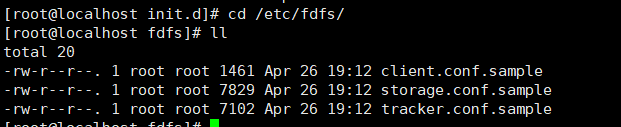 [root@localhost init.d]# cd /etc/fdfs/
[root@localhost fdfs]# ll
total 20
-rw-r--r--. 1 root root 1461 Apr 26 19:12 client.conf.sample
-rw-r--r--. 1 root root 7829 Apr 26 19:12 storage.conf.sample
-rw-r--r--. 1 root root 7102 Apr 26 19:12 tracker.conf.sample
[root@localhost fdfs]#